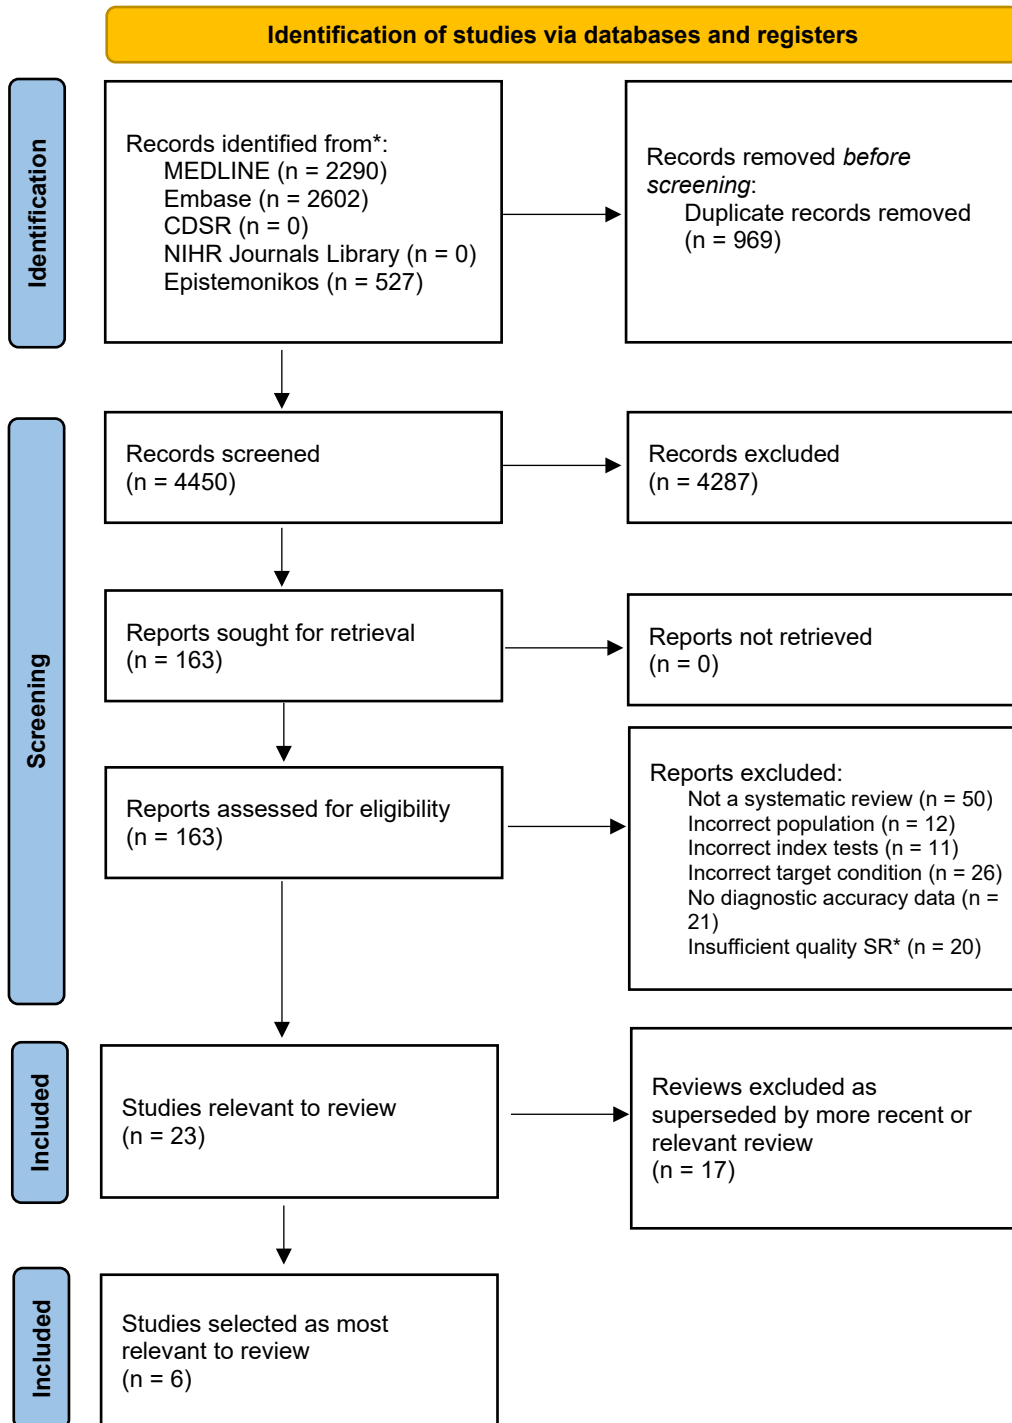 Identification of studies via databases and registers
Identification
Records identified from*:
MEDLINE (n = 2290)
Embase (n = 2602)
CDSR (n = 0)
NIHR Journals Library (n = 0)
Epistemonikos (n = 527)
Records removed before
screening:
Duplicate records removed
(n = 969)
Screening
Records screened
(n = 4450)
Records excluded
(n = 4287)
Reports sought for retrieval
(n = 163)
Reports not retrieved
(n = 0)
Reports assessed for eligibility
(n = 163)
Reports excluded:
Not a systematic review (n = 50)
Incorrect population (n = 12)
Incorrect index tests (n = 11)
Incorrect target condition (n = 26)
No diagnostic accuracy data (n =
21)
Insufficient quality SR* (n = 20)
Included
Studies relevant to review
(n = 23)
Reviews excluded as
superseded by more recent or
relevant review
(n = 17)
Included
Studies selected as most
relevant to review
(n = 6)